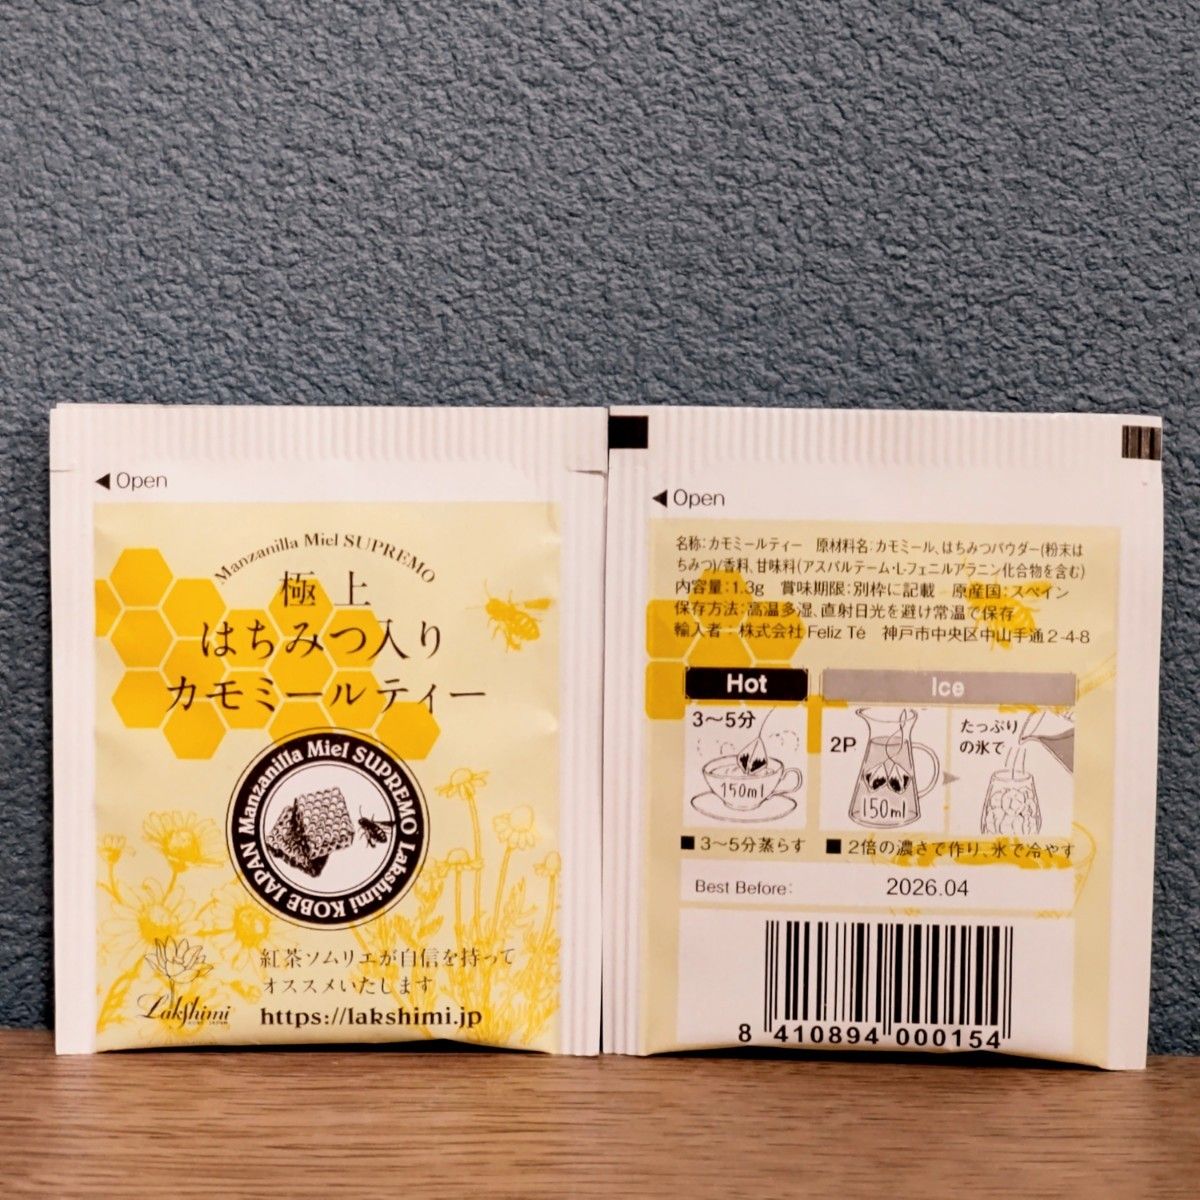 Open
Manzanilla Miel SUPREMO
極上
はちみつ入り
カモミールティー
Manzanilla Miel SUPREMO Lakshimi KOBE JAPAN
紅茶ソムリエが自信を持って
オススメいたします
Lakshimi
KOBE JAPAN
https://lakshimi.jp
Open
名称:カモミールティー 原材料名:カモミール、はちみつパウダー(粉末は
ちみつ)/香料、甘味料(アスパルテーム・L-フェニルアラニン化合物を含む)
内容量:1.3g 賞味期限:別枠に記載 原産国:スペイン
保存方法:高温多湿、直射日光を避け常温で保存
輸入者:株式会社 Feliz Té 神戸市中央区中山手通2-4-8
Hot
Ice
3〜5分
150ml
2P
150ml
たっぷり
の氷で
■3〜5分蒸らす
■2倍の濃さで作り、氷で冷やす
Best Before: 2026.04
8 410894 000154